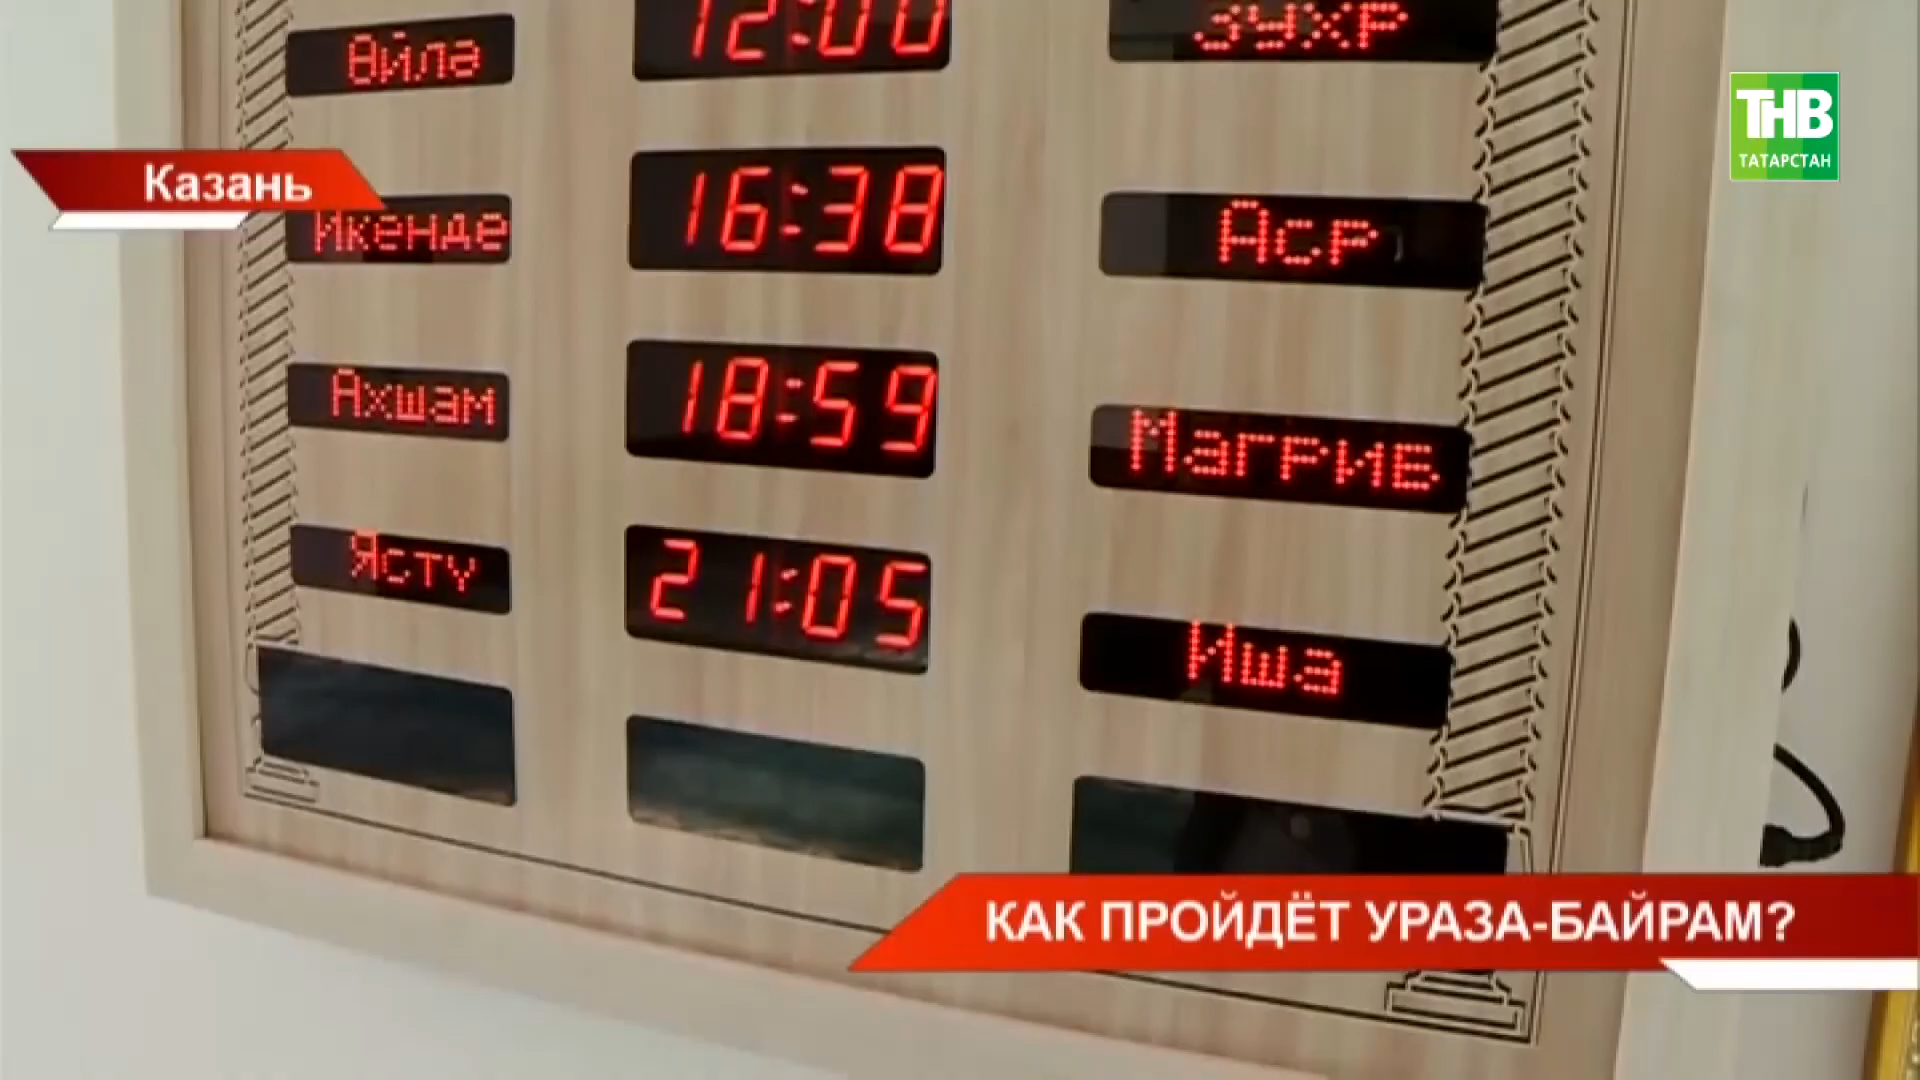 Өйлә 12:00 Зухр
ТНВ
ТАТАРСТАН
Казань
Икенде 16:38 Аср
Ахшам 18:59 Магриб
Ясту 21:05 Иша
КАК ПРОЙДЁТ УРАЗА-БАЙРАМ?